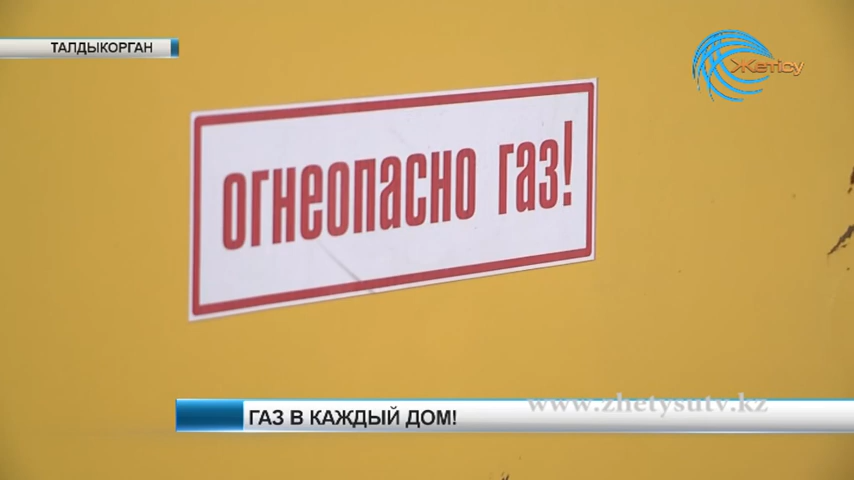 ТАЛДЫКОРГАН
Жетісу
ОГНЕОПАСНО ГАЗ!
www.zhetysutv.kz
ГАЗ В КАЖДЫЙ ДОМ!